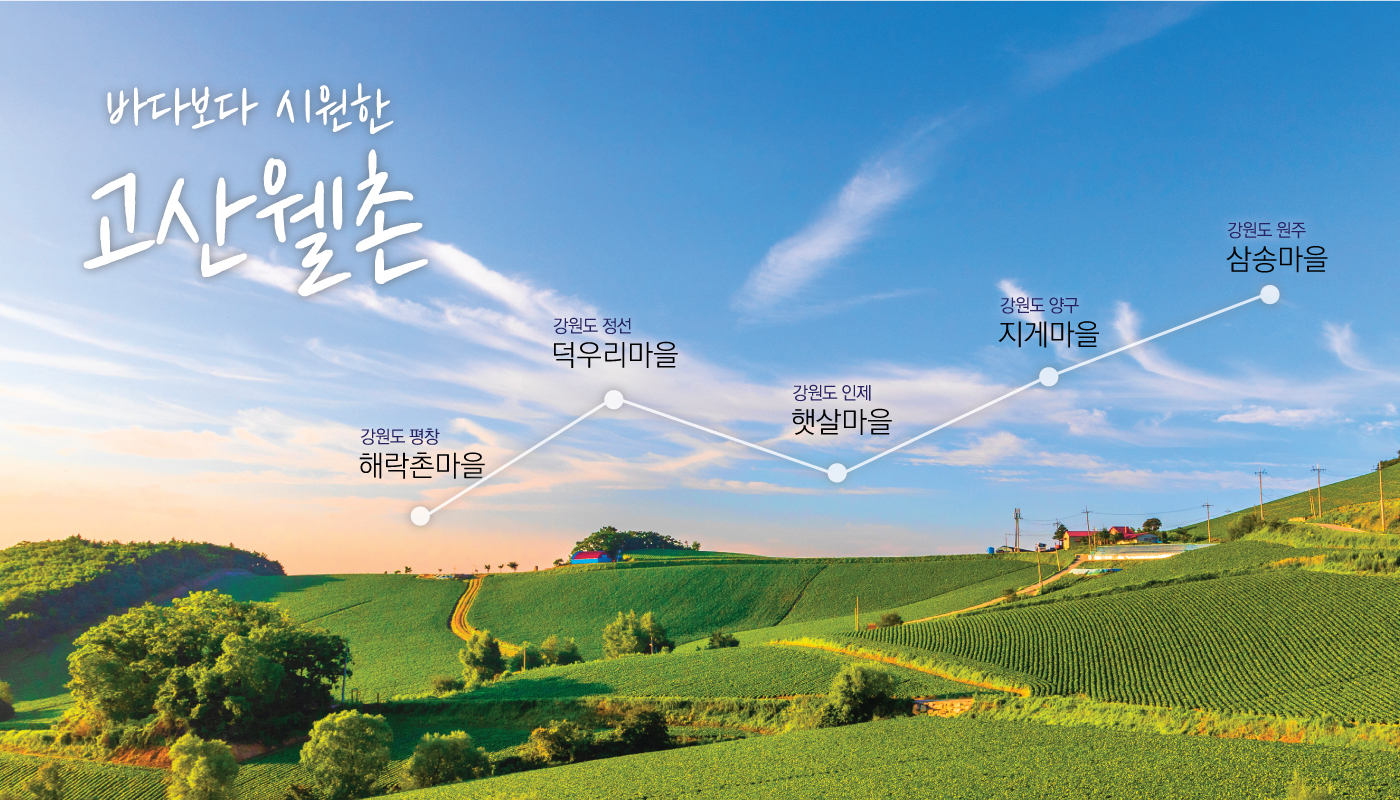 바다보다 시원한
고산웰촌
강원도 평창
해락촌마을
강원도 정선
덕우리마을
강원도 인제
햇살마을
강원도 양구
지게마을
강원도 원주
삼송마을